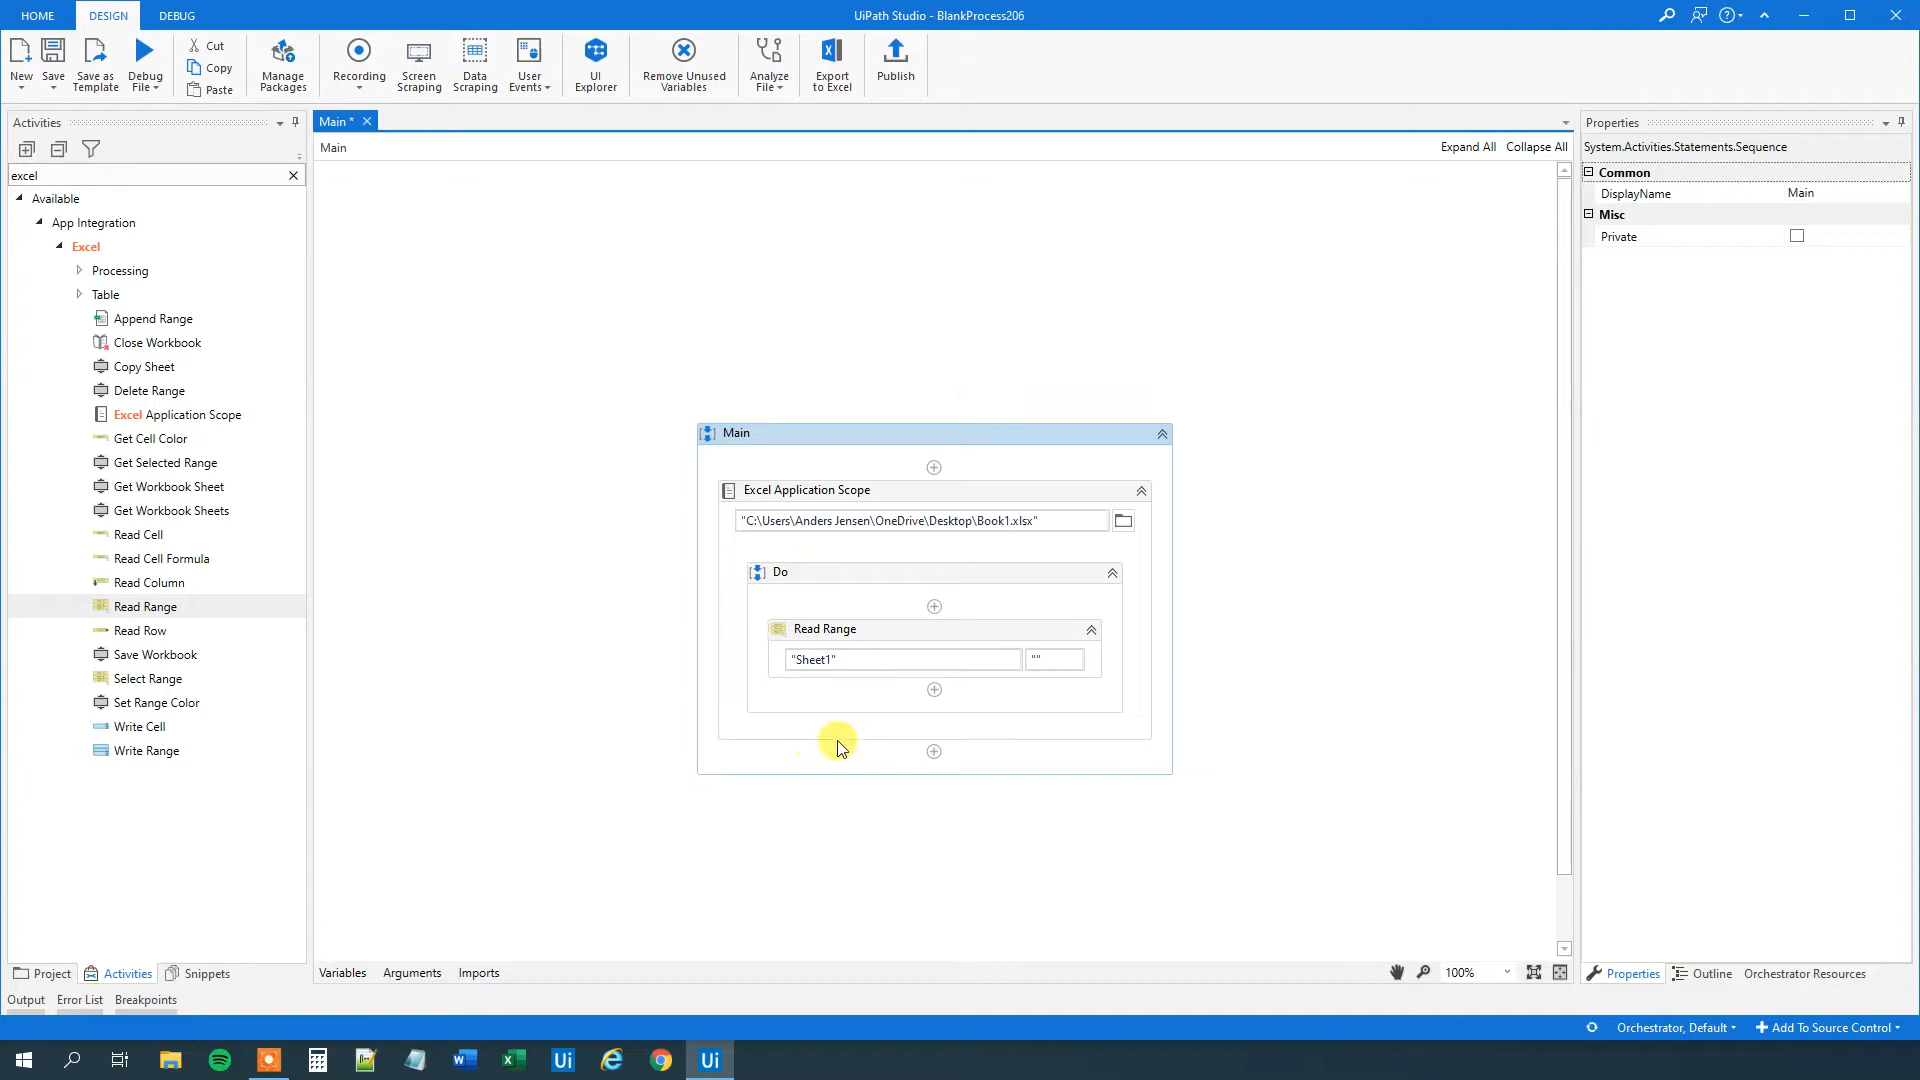 HOME DESIGN DEBUG UiPath Studio - BlankProcess206
New Save Save as Template Debug File Cut Copy Paste Manage Packages Recording Screen Scraping Data Scraping User Events UI Explorer Remove Unused Variables Analyze File Export to Excel Publish
Activities
excel
Available
App Integration
Excel
Processing
Table
Append Range
Close Workbook
Copy Sheet
Delete Range
Excel Application Scope
Get Cell Color
Get Selected Range
Get Workbook Sheet
Get Workbook Sheets
Read Cell
Read Cell Formula
Read Column
Read Range
Read Row
Save Workbook
Select Range
Set Range Color
Write Cell
Write Range
Project Activities Snippets
Main *
Main Expand All Collapse All
Main
Excel Application Scope
"C:\Users\Anders Jensen\OneDrive\Desktop\Book1.xlsx"
Do
Read Range
"Sheet1" ""
Variables Arguments Imports 100%
Properties
System.Activities.Statements.Sequence
Common
DisplayName Main
Misc
Private
Properties Outline Orchestrator Resources
Output Error List Breakpoints
Orchestrator, Default Add To Source Control
Ui Ui